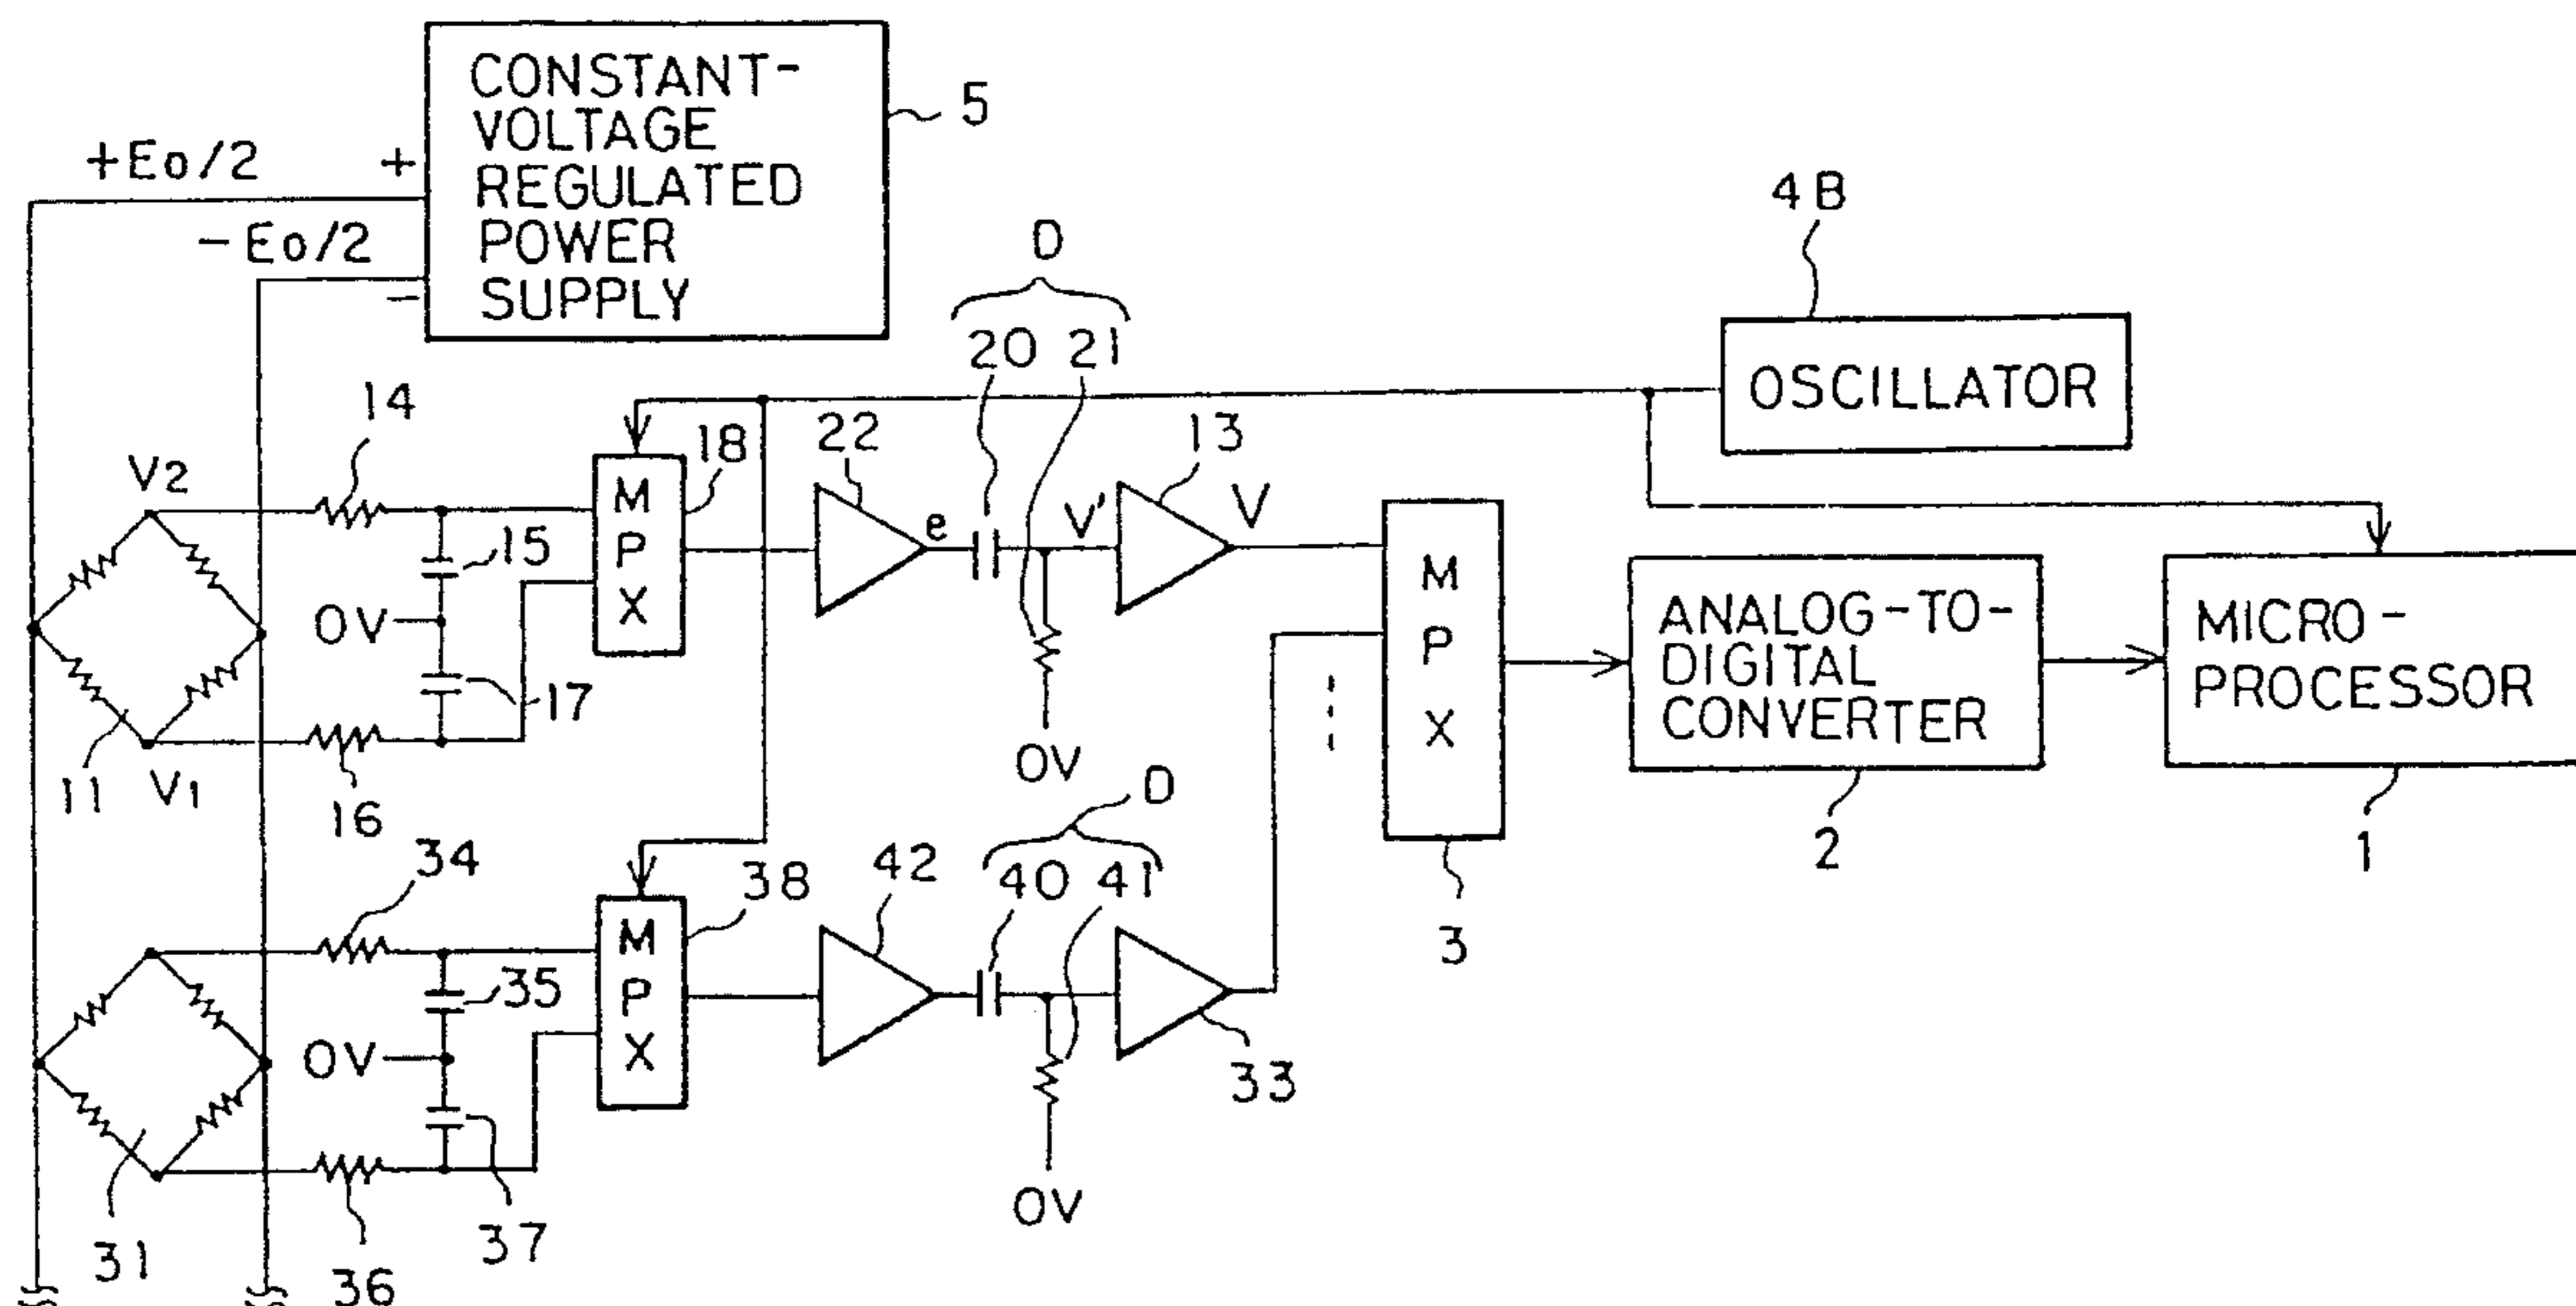 CONSTANT-
VOLTAGE
REGULATED
POWER
SUPPLY
5
+Eo/2
+
-Eo/2
-
D
20 21
4B
OSCILLATOR
14
V2
15
0V
17
11
V1
16
M
P
X
18
22
e
V'
13
V
0V
M
P
X
3
ANALOG-TO-
DIGITAL
CONVERTER
2
MICRO-
PROCESSOR
1
34
35
0V
37
31
36
M
P
X
38
42
D
40 41
0V
33